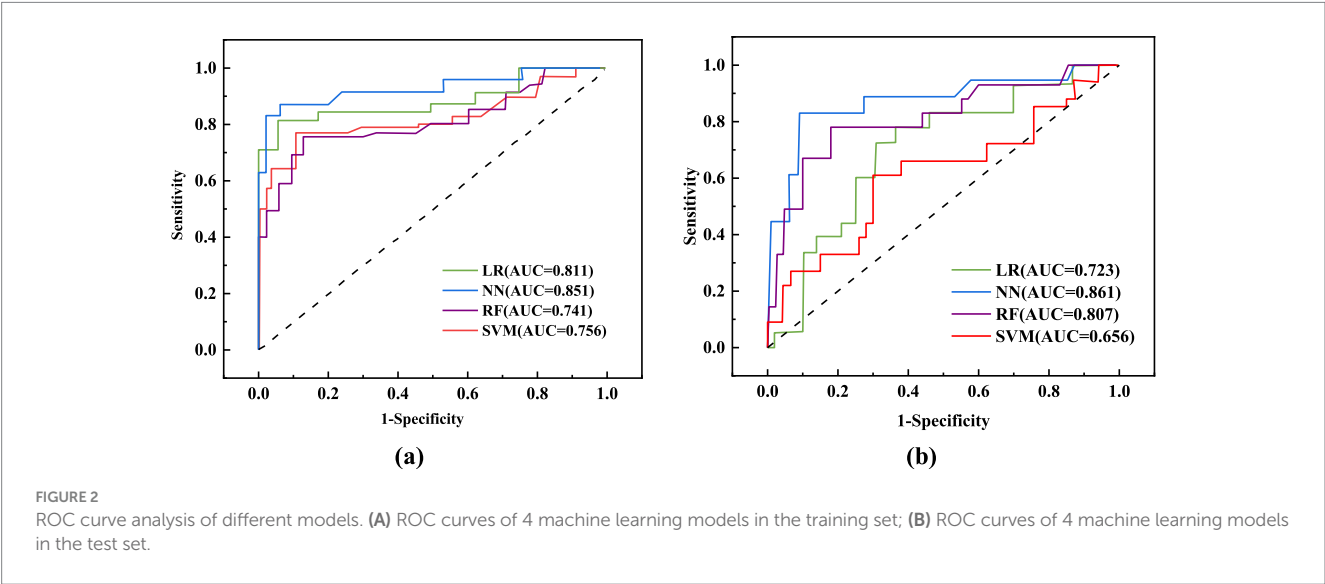 1.0
0.8
0.6
0.4
0.2
0.0
Sensitivity
LR(AUC=0.811)
NN(AUC=0.851)
RF(AUC=0.741)
SVM(AUC=0.756)
0.0 0.2 0.4 0.6 0.8 1.0
1-Specificity
(a)
1.0
0.8
0.6
0.4
0.2
0.0
Sensitivity
LR(AUC=0.723)
NN(AUC=0.861)
RF(AUC=0.807)
SVM(AUC=0.656)
0.0 0.2 0.4 0.6 0.8 1.0
1-Specificity
(b)
FIGURE 2
ROC curve analysis of different models. (A) ROC curves of 4 machine learning models in the training set; (B) ROC curves of 4 machine learning models
in the test set.